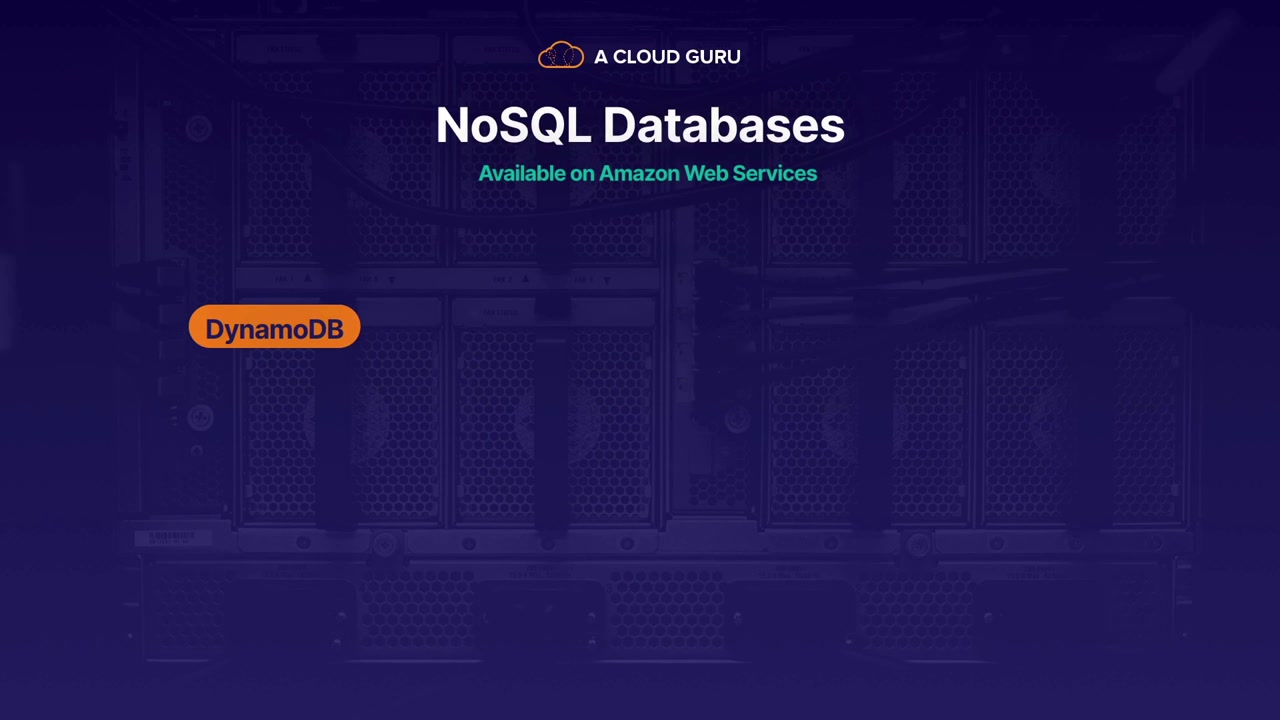 A CLOUD GURU
NoSQL Databases
Available on Amazon Web Services
DynamoDB